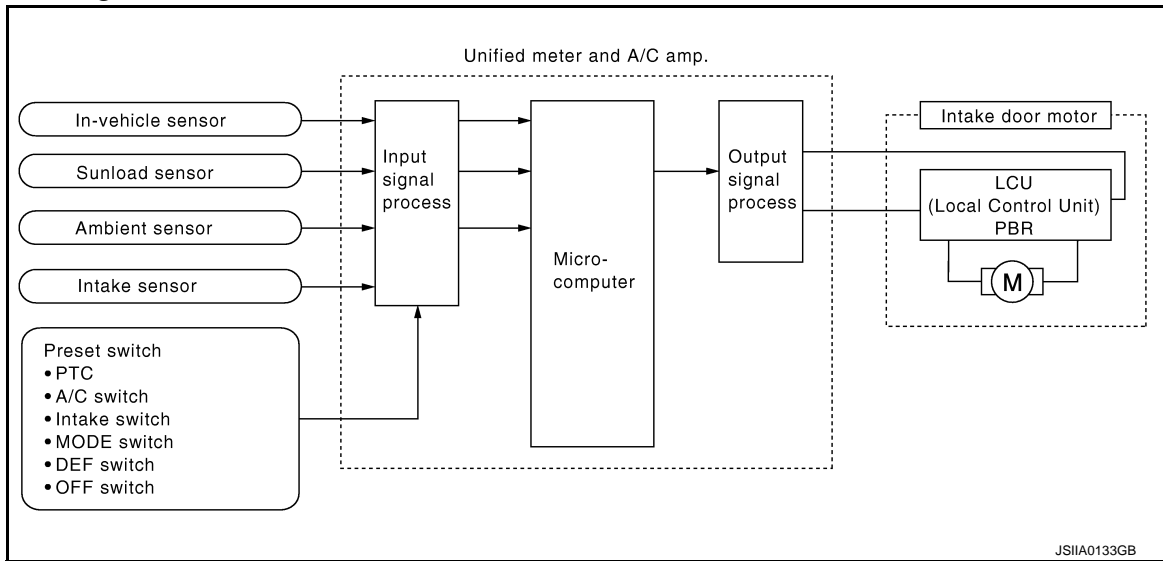 Unified meter and A/C amp.
In-vehicle sensor
Sunload sensor
Ambient sensor
Intake sensor
Preset switch
• PTC
• A/C switch
• Intake switch
• MODE switch
• DEF switch
• OFF switch
Input
signal
process
Micro-
computer
Output
signal
process
Intake door motor
LCU
(Local Control Unit)
PBR
M
JSIIA0133GB